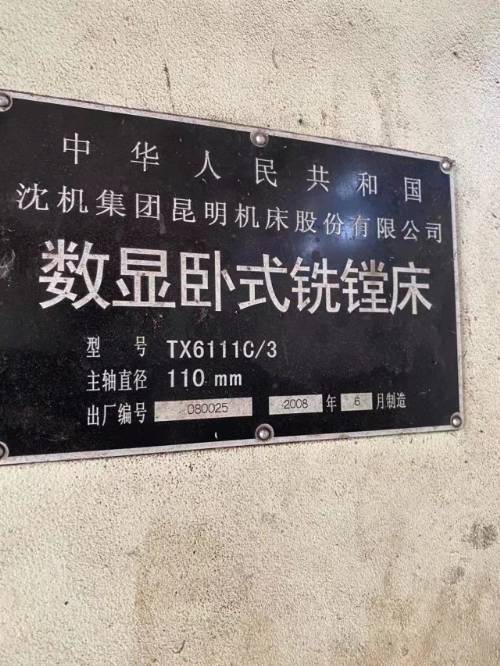 中华人民共和国
沈机集团昆明机床股份有限公司
数显卧式铣镗床
型号 TX6111C/3
主轴直径 110 mm
出厂编号 080025 2008 年 6 月制造